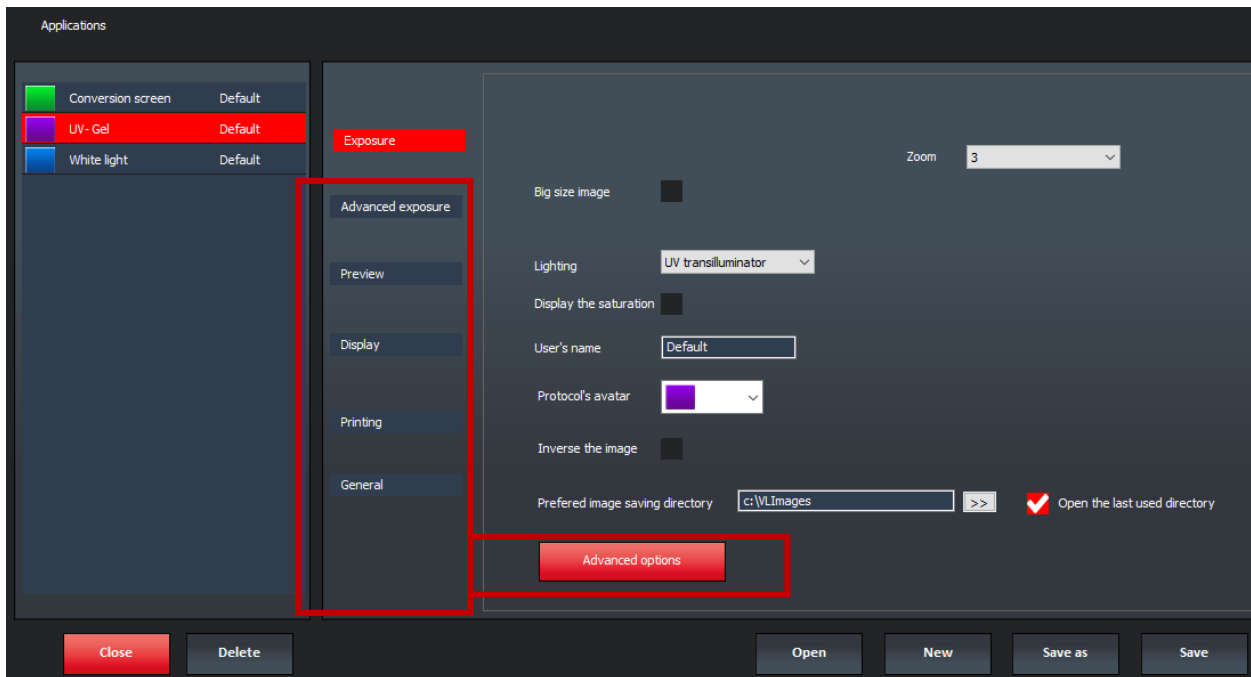 Applications
Conversion screen Default
UV- Gel Default
White light Default
Exposure
Advanced exposure
Preview
Display
Printing
General
Zoom 3
Big size image
Lighting UV transilluminator
Display the saturation
User's name Default
Protocol's avatar
Inverse the image
Prefered image saving directory c:\VLImages >> Open the last used directory
Advanced options
Close Delete Open New Save as Save